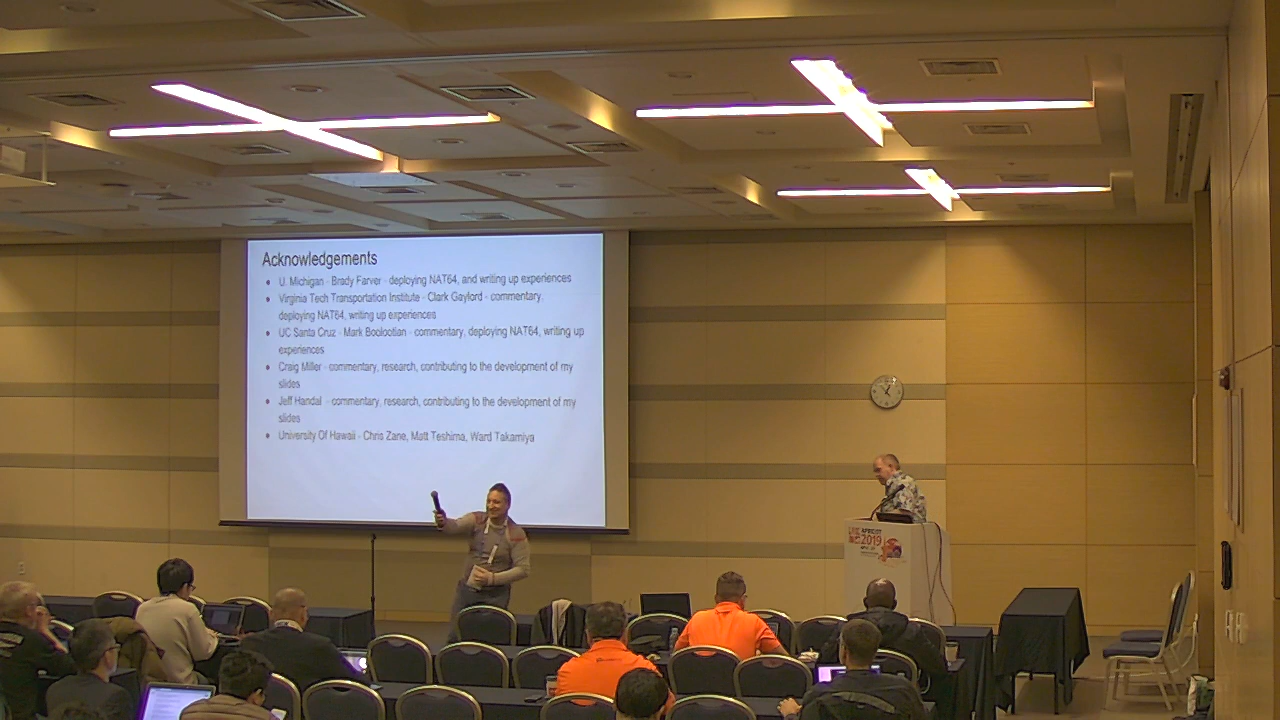 Acknowledgements
U. Michigan - Brady Farver - deploying NAT64, and writing up experiences
Virginia Tech Transportation Institute - Clark Gaylord - commentary,
deploying NAT64, writing up experiences
UC Santa Cruz - Mark Boolootian - commentary, deploying NAT64, writing up
experiences
Craig Miller - commentary, research, contributing to the development of my
slides
Jeff Handal - commentary, research, contributing to the development of my
slides
University Of Hawaii - Chris Zane, Matt Teshima, Ward Takamiya
APRICOT
2019